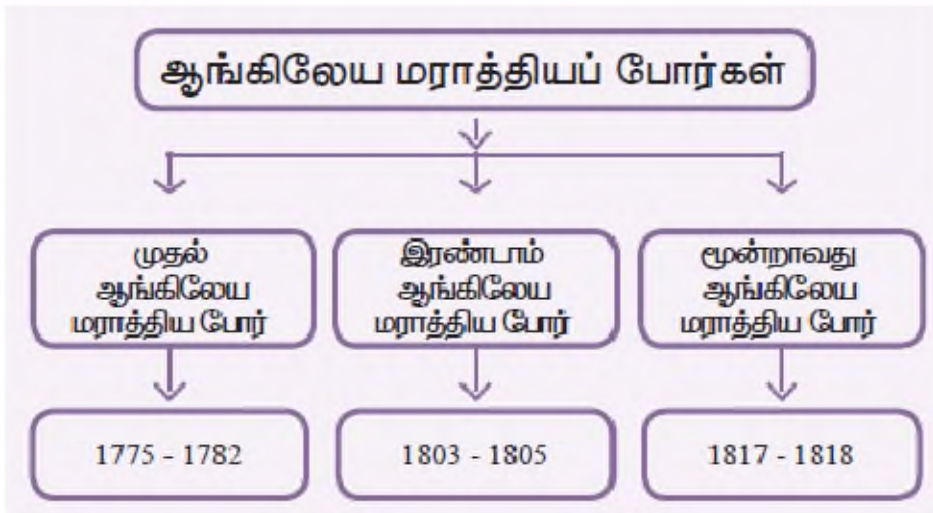 ஆங்கிலேய மராத்தியப் போர்கள்
முதல்
ஆங்கிலேய
மராத்திய போர்
இரண்டாம்
ஆங்கிலேய
மராத்திய போர்
மூன்றாவது
ஆங்கிலேய
மராத்திய போர்
1775 - 1782
1803 - 1805
1817 - 1818